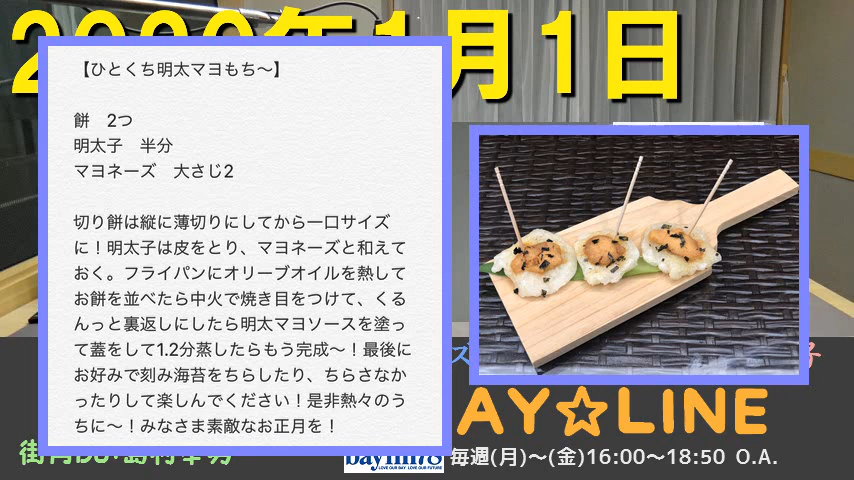 1日
【ひとくち明太マヨもち〜】
餅　2つ
明太子　半分
マヨネーズ　大さじ2
切り餅は縦に薄切りにしてから一口サイズ
に！明太子は皮をとり、マヨネーズと和えて
おく。フライパンにオリーブオイルを熱して
お餅を並べたら中火で焼き目をつけて、くる
んっと裏返しにしたら明太マヨソースを塗っ
て蓋をして1.2分蒸したらもう完成〜！最後に
お好みで刻み海苔をちらしたり、ちらさなか
ったりして楽しんでください！是非熱々のう
ちに〜！みなさま素敵なお正月を！
AY☆LINE
LOVE OUR BAY LOVE OUR FUTURE
毎週(月)〜(金)16:00〜18:50 O.A.